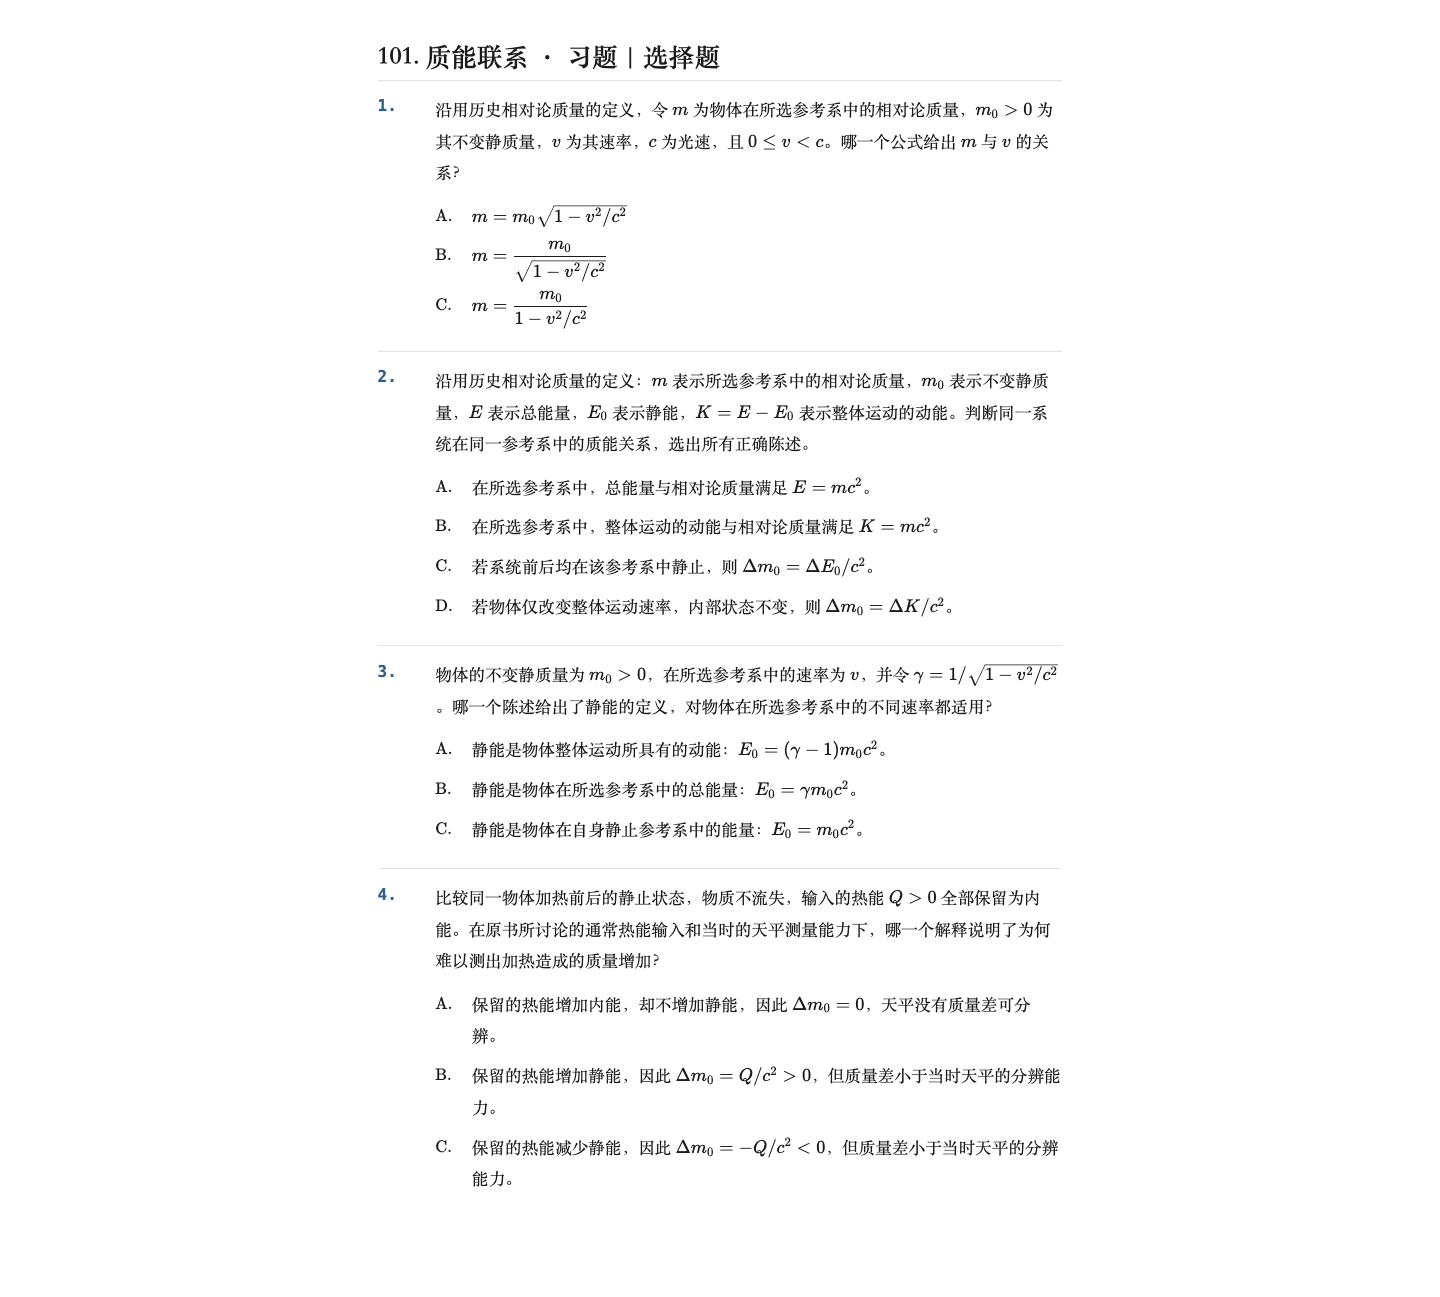 101. 质能联系 · 习题 | 选择题
1. 沿用历史相对论质量的定义，令 m 为物体在所选参考系中的相对论质量，m₀ > 0 为
其不变静质量，v 为其速率，c 为光速，且 0 ≤ v < c。哪一个公式给出 m 与 v 的关
系？
A. m = m₀√(1 − v²/c²)
B. m = m₀/√(1 − v²/c²)
C. m = m₀/(1 − v²/c²)
2. 沿用历史相对论质量的定义：m 表示所选参考系中的相对论质量，m₀ 表示不变静质
量，E 表示总能量，E₀ 表示静能，K = E − E₀ 表示整体运动的动能。判断同一系
统在同一参考系中的质能关系，选出所有正确陈述。
A. 在所选参考系中，总能量与相对论质量满足 E = mc²。
B. 在所选参考系中，整体运动的动能与相对论质量满足 K = mc²。
C. 若系统前后均在该参考系中静止，则 Δm₀ = ΔE₀/c²。
D. 若物体仅改变整体运动速率，内部状态不变，则 Δm₀ = ΔK/c²。
3. 物体的不变静质量为 m₀ > 0，在所选参考系中的速率为 v，并令 γ = 1/√(1 − v²/c²)
。哪一个陈述给出了静能的定义，对物体在所选参考系中的不同速率都适用？
A. 静能是物体整体运动所具有的动能：E₀ = (γ − 1)m₀c²。
B. 静能是物体在所选参考系中的总能量：E₀ = γm₀c²。
C. 静能是物体在自身静止参考系中的能量：E₀ = m₀c²。
4. 比较同一物体加热前后的静止状态，物质不流失，输入的热能 Q > 0 全部保留为内
能。在原书所讨论的通常热能输入和当时的天平测量能力下，哪一个解释说明了为何
难以测出加热造成的质量增加？
A. 保留的热能增加内能，却不增加静能，因此 Δm₀ = 0，天平没有质量差可分
辨。
B. 保留的热能增加静能，因此 Δm₀ = Q/c² > 0，但质量差小于当时天平的分辨能
力。
C. 保留的热能减少静能，因此 Δm₀ = −Q/c² < 0，但质量差小于当时天平的分辨
能力。